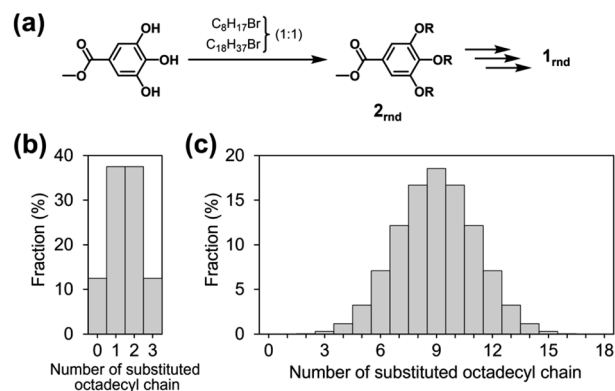 (a)
OH
O
OH
O
OH
C8H17Br
C18H37Br
(1:1)
OR
O
OR
O
OR
2rnd
1rnd
(b)
40
30
20
10
0
Fraction (%)
0 1 2 3
Number of substituted
octadecyl chain
(c)
20
15
10
5
0
Fraction (%)
0 3 6 9 12 15 18
Number of substituted octadecyl chain